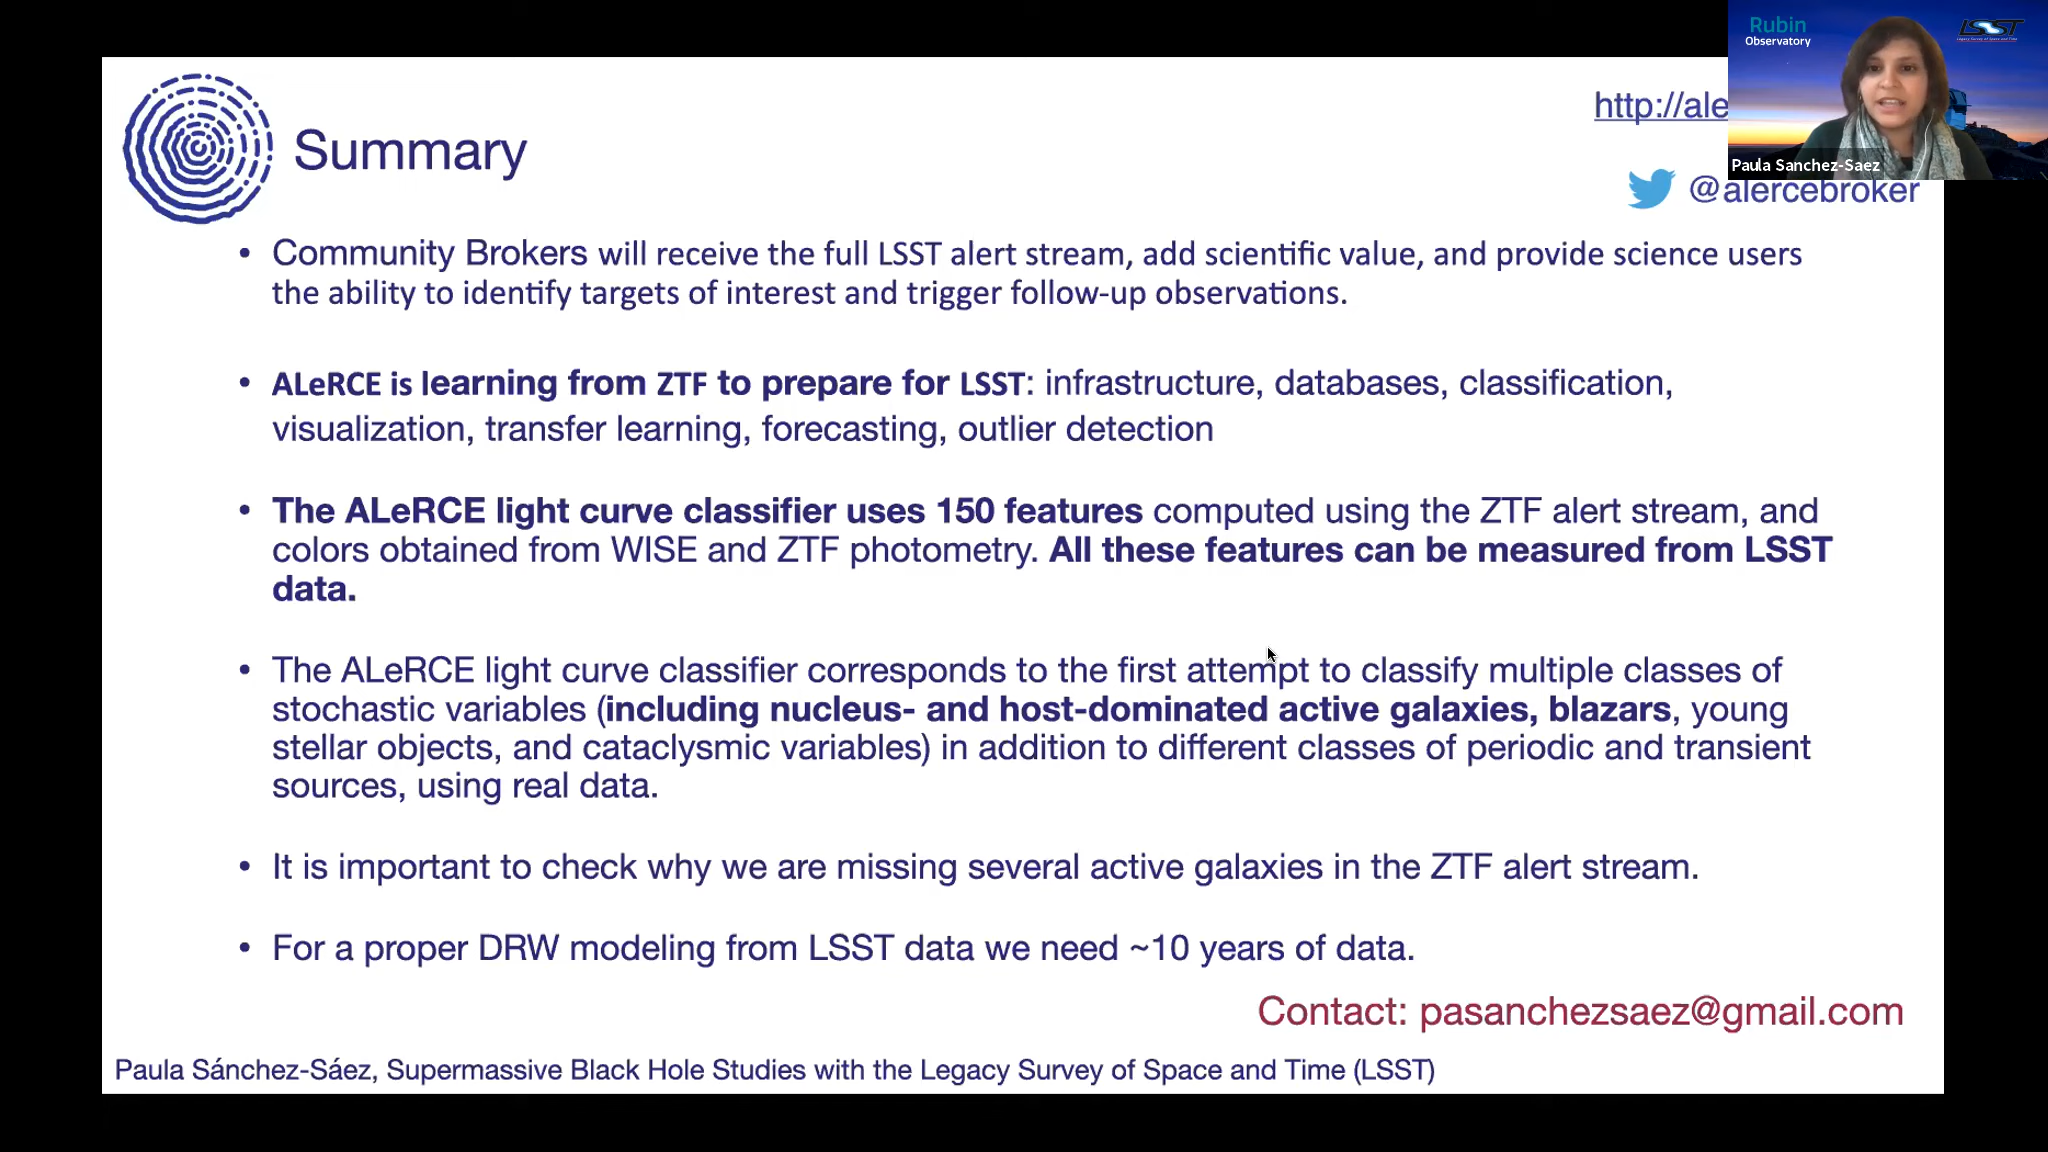 Rubin
Observatory
LSST
Summary
http://ale
Paula Sanchez-Saez
@alercebroker
• Community Brokers will receive the full LSST alert stream, add scientific value, and provide science users
the ability to identify targets of interest and trigger follow-up observations.
• ALeRCE is learning from ZTF to prepare for LSST: infrastructure, databases, classification,
visualization, transfer learning, forecasting, outlier detection
• The ALeRCE light curve classifier uses 150 features computed using the ZTF alert stream, and
colors obtained from WISE and ZTF photometry. All these features can be measured from LSST
data.
• The ALeRCE light curve classifier corresponds to the first attempt to classify multiple classes of
stochastic variables (including nucleus- and host-dominated active galaxies, blazars, young
stellar objects, and cataclysmic variables) in addition to different classes of periodic and transient
sources, using real data.
• It is important to check why we are missing several active galaxies in the ZTF alert stream.
• For a proper DRW modeling from LSST data we need ~10 years of data.
Contact: pasanchezsaez@gmail.com
Paula Sánchez-Sáez, Supermassive Black Hole Studies with the Legacy Survey of Space and Time (LSST)